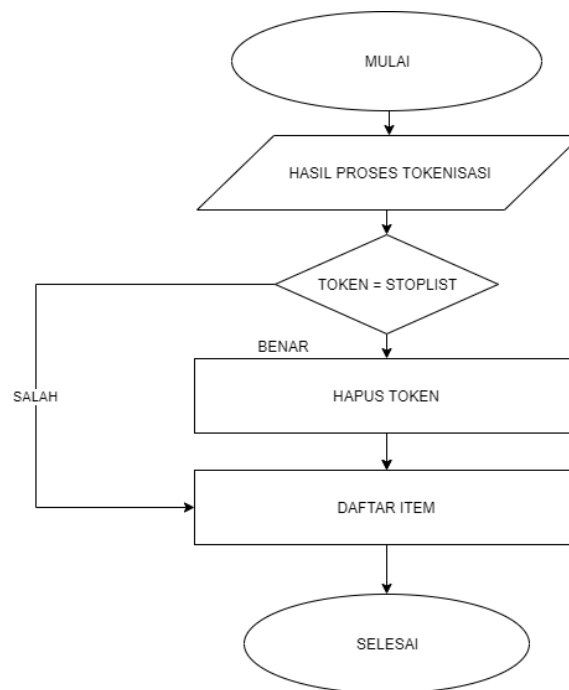 MULAI
HASIL PROSES TOKENISASI
TOKEN = STOPLIST
BENAR
SALAH
HAPUS TOKEN
DAFTAR ITEM
SELESAI